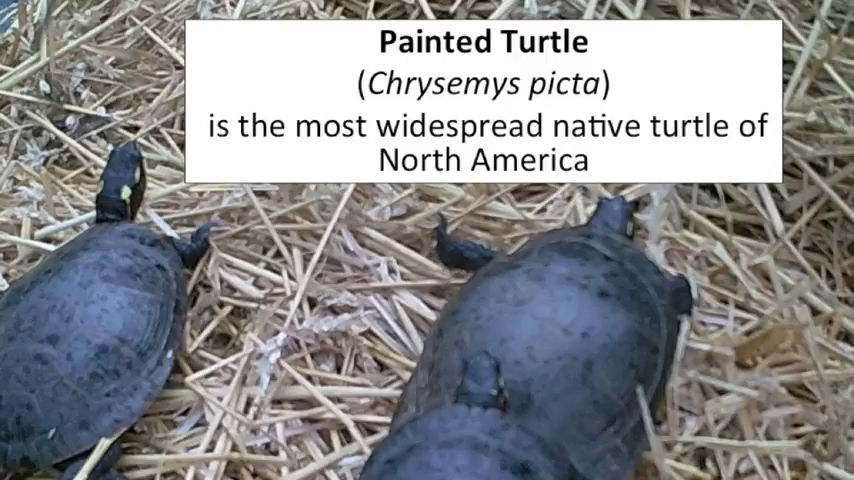 Painted Turtle
(Chrysemys picta)
is the most widespread native turtle of
North America